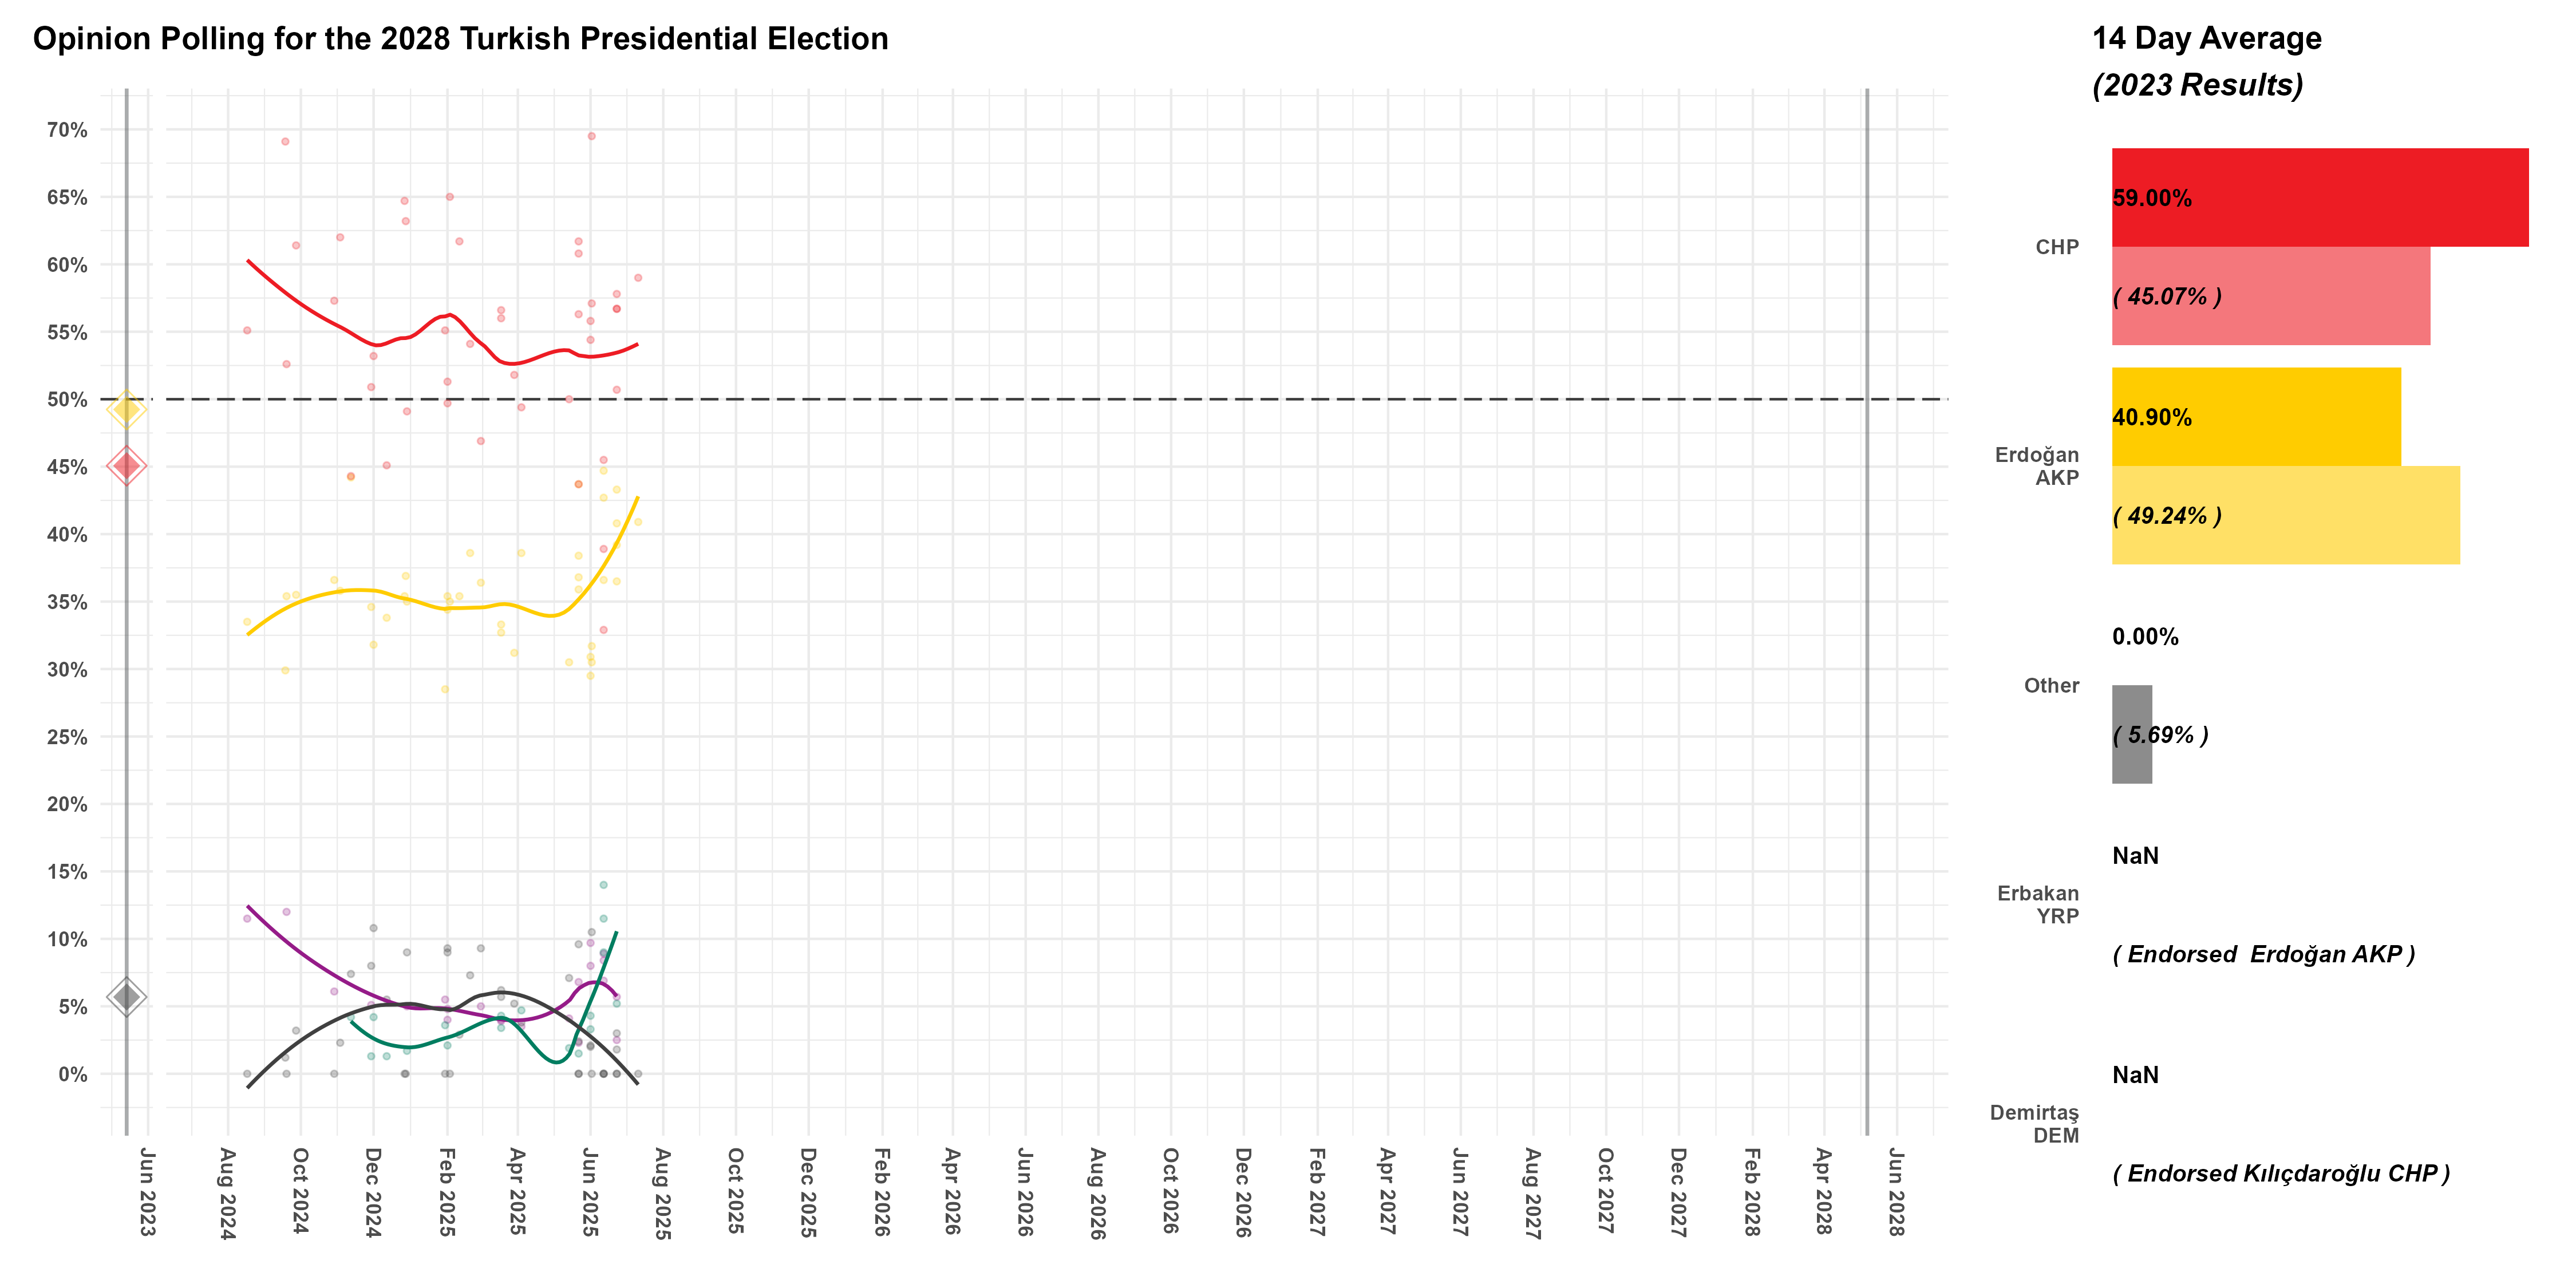 Opinion Polling for the 2028 Turkish Presidential Election
70%
65%
60%
55%
50%
45%
40%
35%
30%
25%
20%
15%
10%
5%
0%
Jun 2023
Aug 2024
Oct 2024
Dec 2024
Feb 2025
Apr 2025
Jun 2025
Aug 2025
Oct 2025
Dec 2025
Feb 2026
Apr 2026
Jun 2026
Aug 2026
Oct 2026
Dec 2026
Feb 2027
Apr 2027
Jun 2027
Aug 2027
Oct 2027
Dec 2027
Feb 2028
Apr 2028
Jun 2028
14 Day Average
(2023 Results)
CHP
59.00%
( 45.07% )
Erdoğan
AKP
40.90%
( 49.24% )
Other
0.00%
( 5.69% )
Erbakan
YRP
NaN
( Endorsed Erdoğan AKP )
Demirtaş
DEM
NaN
( Endorsed Kılıçdaroğlu CHP )